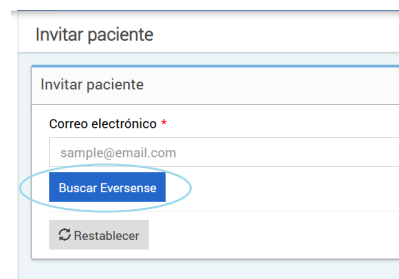 Invitar paciente
Invitar paciente
Correo electrónico *
sample@email.com
Buscar Eversense
Restablecer